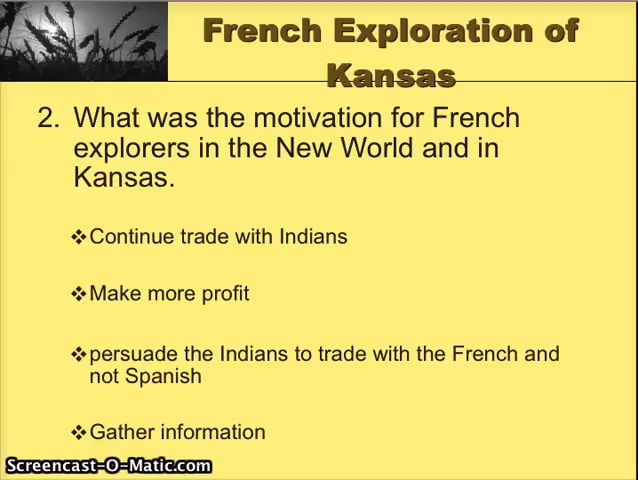 French Exploration of
Kansas
2. What was the motivation for French
explorers in the New World and in
Kansas.
❖Continue trade with Indians
❖Make more profit
❖persuade the Indians to trade with the French and
not Spanish
❖Gather information
Screencast-O-Matic.com